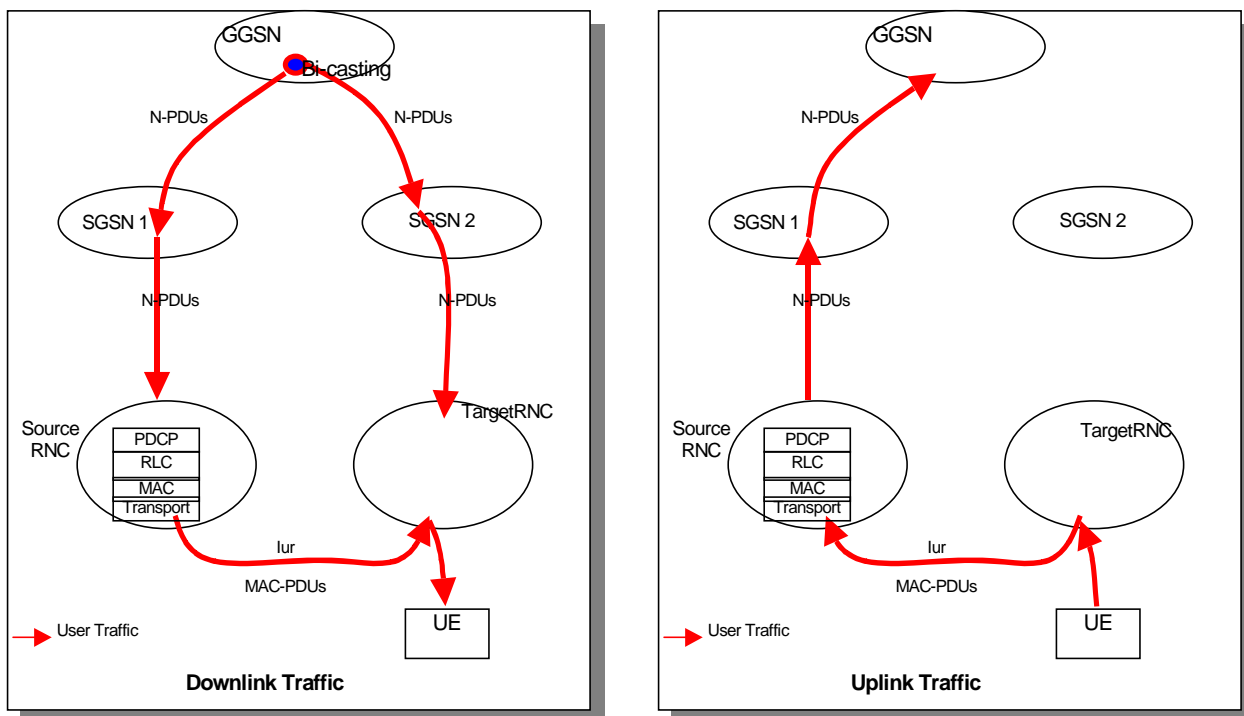 GGSN
Bi-casting
N-PDUs
N-PDUs
SGSN 1
SGSN 2
N-PDUs
N-PDUs
Source
RNC
TargetRNC
PDCP
RLC
MAC
Transport
Iur
MAC-PDUs
UE
User Traffic
Downlink Traffic
GGSN
N-PDUs
SGSN 1
SGSN 2
N-PDUs
Source
RNC
TargetRNC
PDCP
RLC
MAC
Transport
Iur
MAC-PDUs
UE
User Traffic
Uplink Traffic